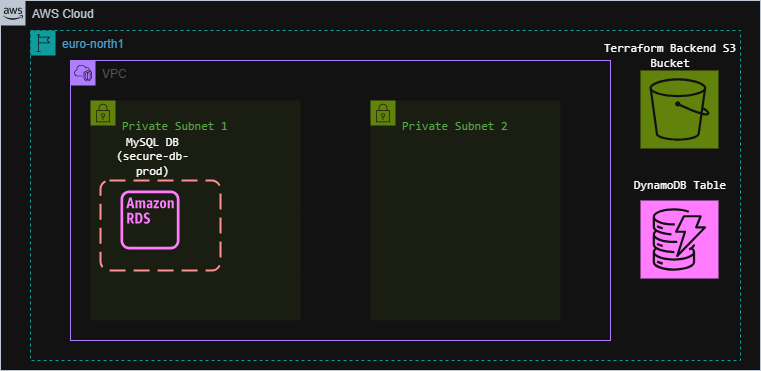 aws
AWS Cloud
euro-north1
Terraform Backend S3
Bucket
VPC
Private Subnet 1
Private Subnet 2
MySQL DB
(secure-db-
prod)
DynamoDB Table
Amazon
RDS